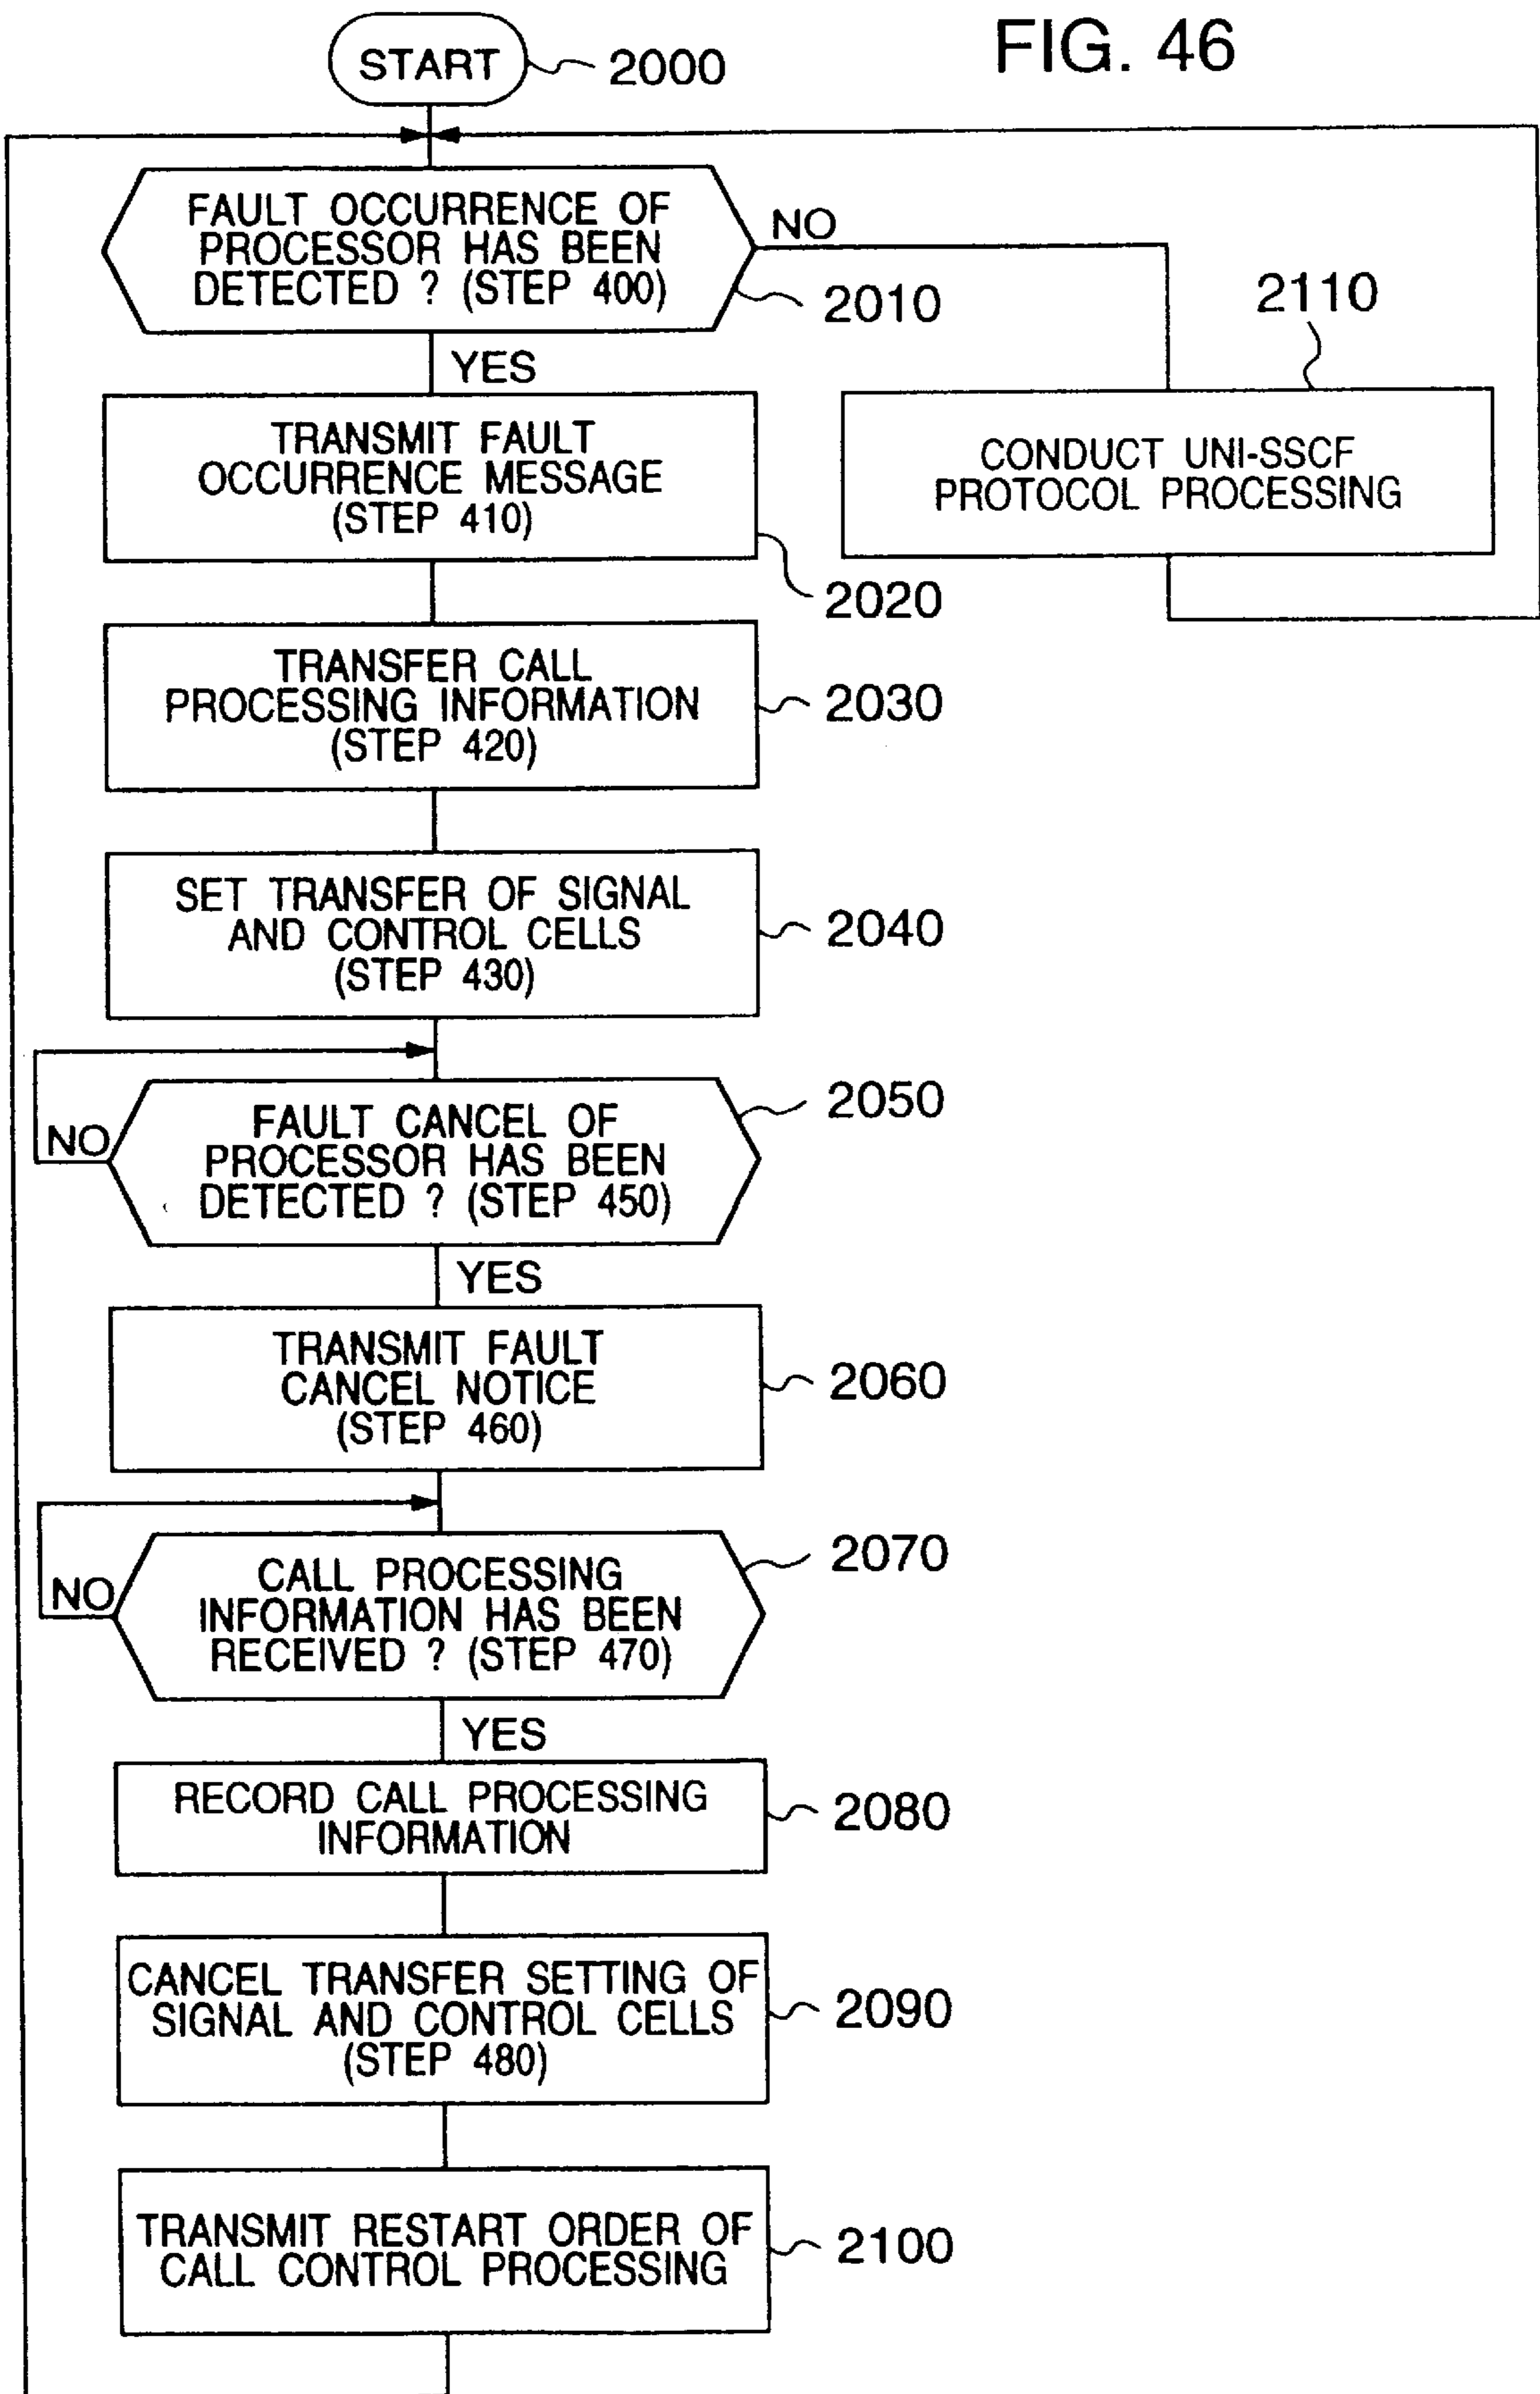 FIG. 46
START
2000
FAULT OCCURRENCE OF
PROCESSOR HAS BEEN
DETECTED ? (STEP 400)
NO
2010
2110
YES
TRANSMIT FAULT
OCCURRENCE MESSAGE
(STEP 410)
2020
CONDUCT UNI-SSCF
PROTOCOL PROCESSING
TRANSFER CALL
PROCESSING INFORMATION
(STEP 420)
2030
SET TRANSFER OF SIGNAL
AND CONTROL CELLS
(STEP 430)
2040
NO
FAULT CANCEL OF
PROCESSOR HAS BEEN
DETECTED ? (STEP 450)
2050
YES
TRANSMIT FAULT
CANCEL NOTICE
(STEP 460)
2060
NO
CALL PROCESSING
INFORMATION HAS BEEN
RECEIVED ? (STEP 470)
2070
YES
RECORD CALL PROCESSING
INFORMATION
2080
CANCEL TRANSFER SETTING OF
SIGNAL AND CONTROL CELLS
(STEP 480)
2090
TRANSMIT RESTART ORDER OF
CALL CONTROL PROCESSING
2100